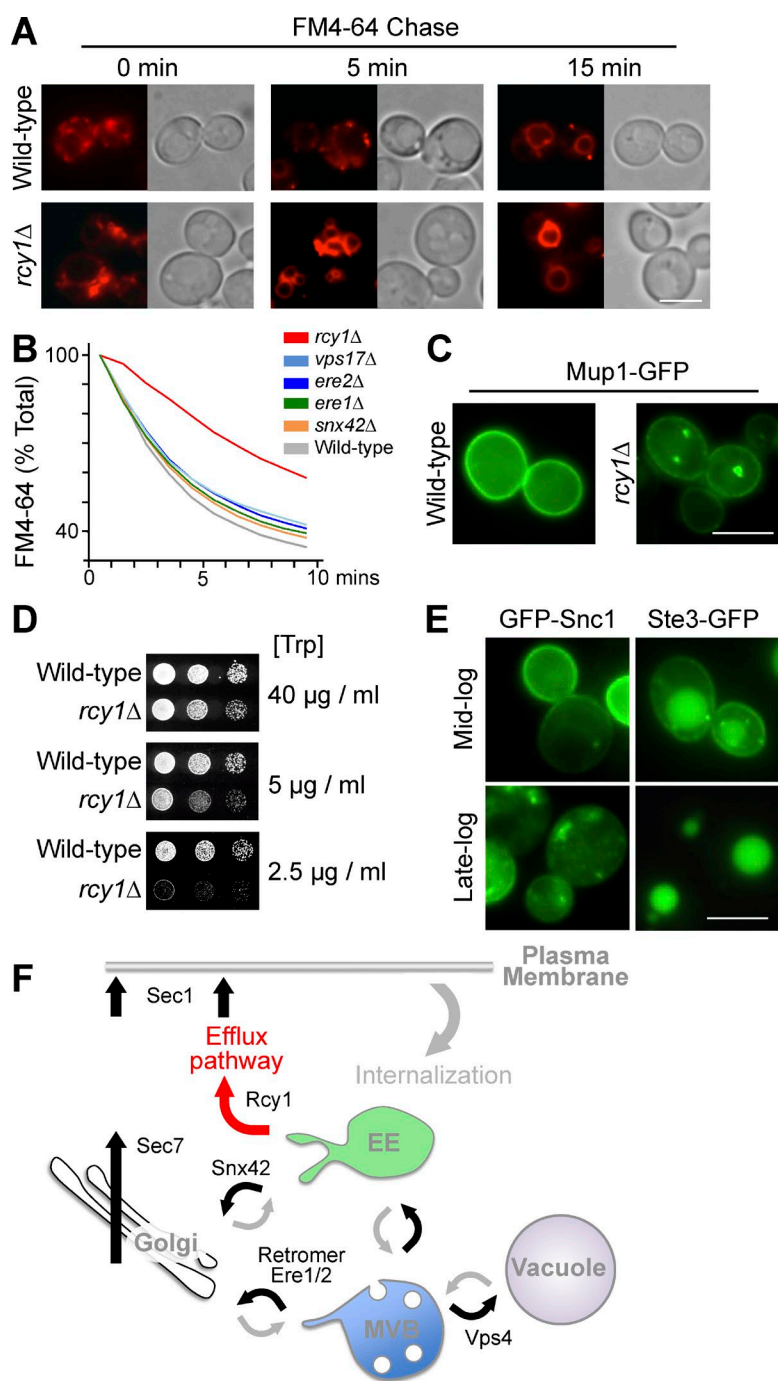 A
FM4-64 Chase
0 min
5 min
15 min
Wild-type
rcy1Δ
B
FM4-64 (% Total)
100
40
0
5
10 mins
rcy1Δ
vps17Δ
ere2Δ
ere1Δ
snx42Δ
Wild-type
C
Mup1-GFP
Wild-type
rcy1Δ
D
[Trp]
Wild-type
rcy1Δ
40 µg / ml
Wild-type
rcy1Δ
5 µg / ml
Wild-type
rcy1Δ
2.5 µg / ml
E
GFP-Snc1
Ste3-GFP
Mid-log
Late-log
F
Plasma
Membrane
Sec1
Efflux
pathway
Internalization
Rcy1
EE
Sec7
Snx42
Golgi
Retromer
Ere1/2
Vacuole
MVB
Vps4